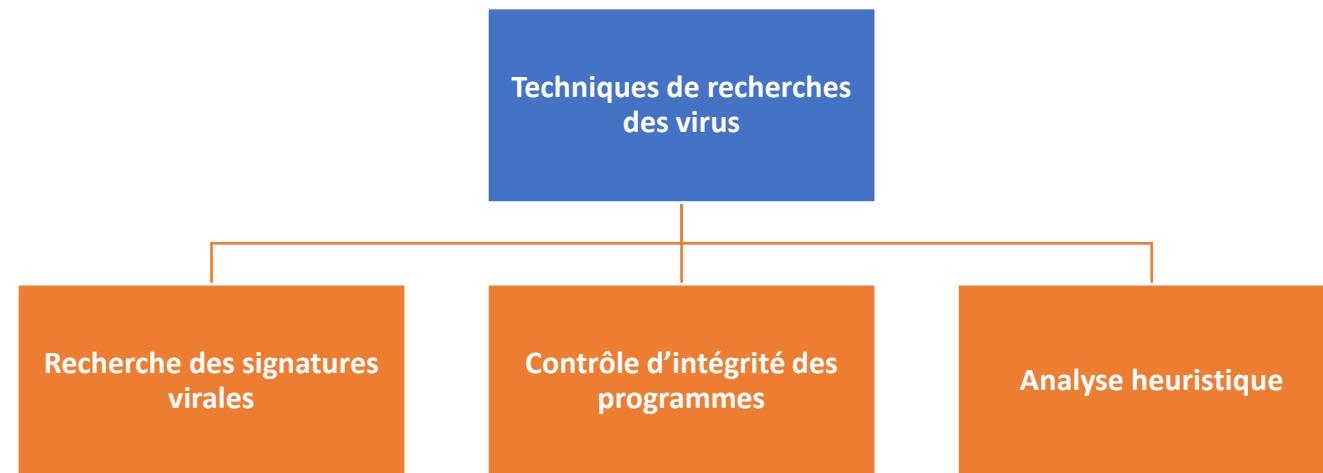 Techniques de recherches
des virus
Recherche des signatures
virales
Contrôle d’intégrité des
programmes
Analyse heuristique